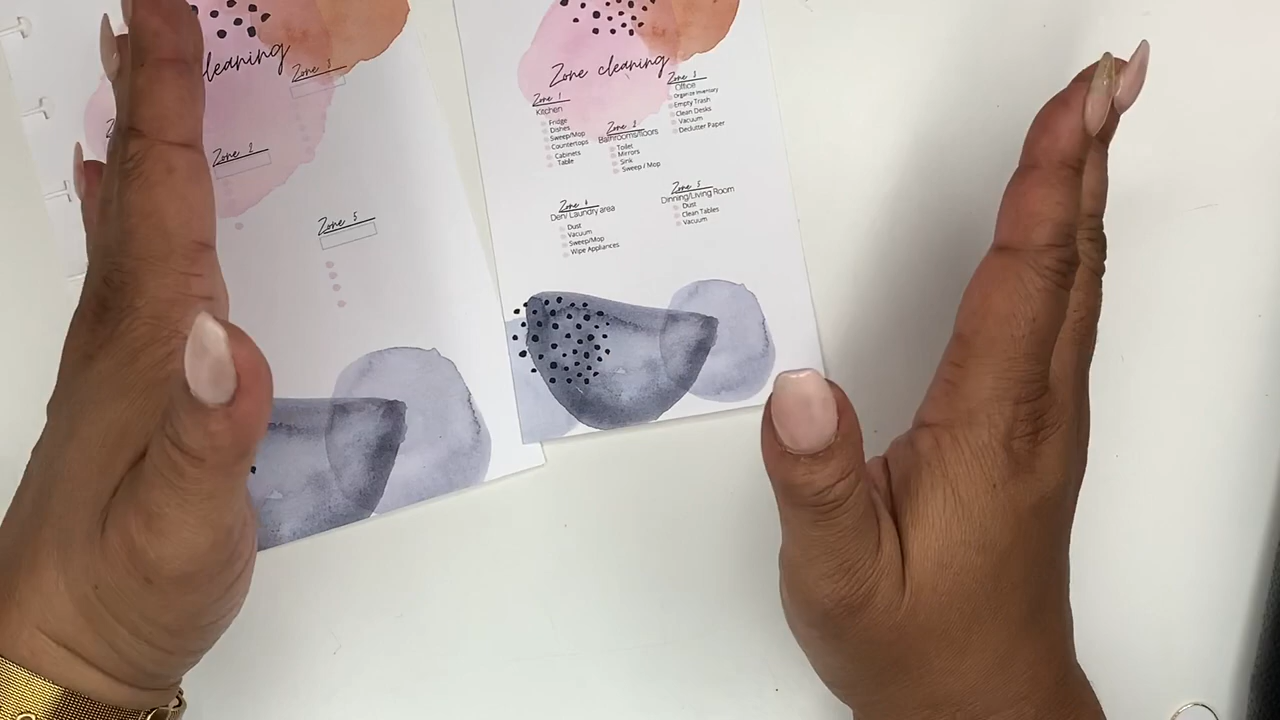 cleaning
Zone 3
Zone 2
Zone 5
Zone cleaning
Zone 1
Kitchen
Fridge
Dishes
Sweep/Mop
Countertops
Cabinets
Table
Zone 2
Bathrooms/floors
Toilet
Mirrors
Sink
Sweep / Mop
Zone 3
Office
Organize Inventory
Empty Trash
Clean Desks
Vacuum
Declutter Paper
Zone 4
Den/ Laundry area
Dust
Vacuum
Sweep/Mop
Wipe Appliances
Zone 5
Dinning/Living Room
Dust
Clean Tables
Vacuum